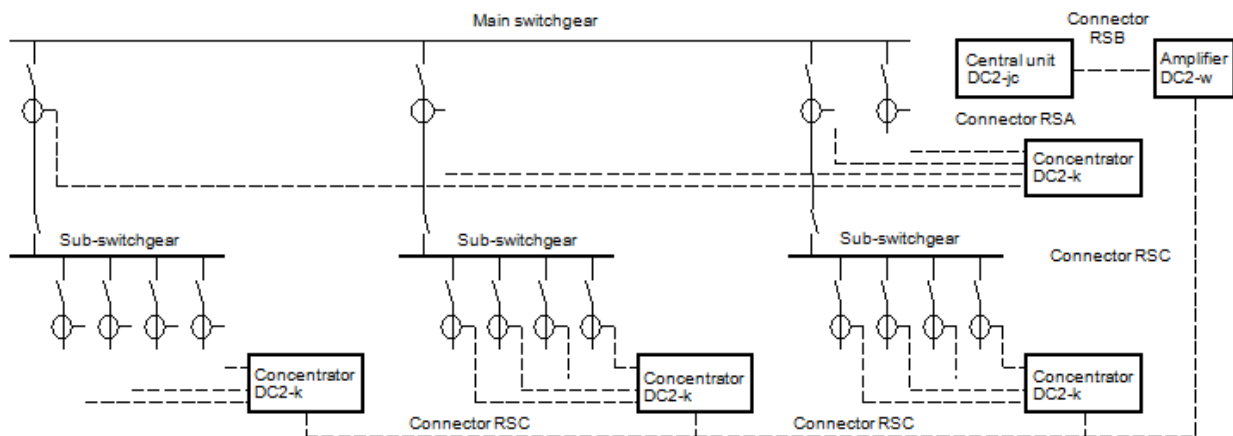 Main switchgear
Connector
RSB
Central unit
DC2-jc
Amplifier
DC2-w
Connector RSA
Concentrator
DC2-k
Sub-switchgear
Sub-switchgear
Sub-switchgear
Connector RSC
Concentrator
DC2-k
Concentrator
DC2-k
Concentrator
DC2-k
Connector RSC
Connector RSC